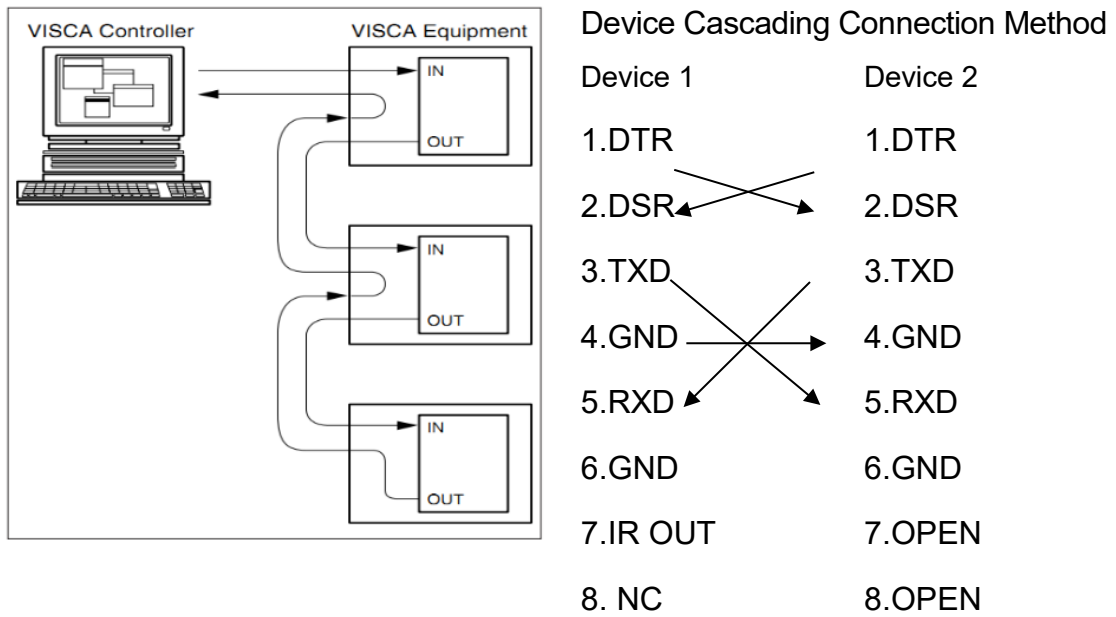 VISCA Controller
VISCA Equipment
IN
OUT
IN
OUT
IN
OUT
Device Cascading Connection Method
Device 1 Device 2
1.DTR 1.DTR
2.DSR 2.DSR
3.TXD 3.TXD
4.GND 4.GND
5.RXD 5.RXD
6.GND 6.GND
7.IR OUT 7.OPEN
8. NC 8.OPEN